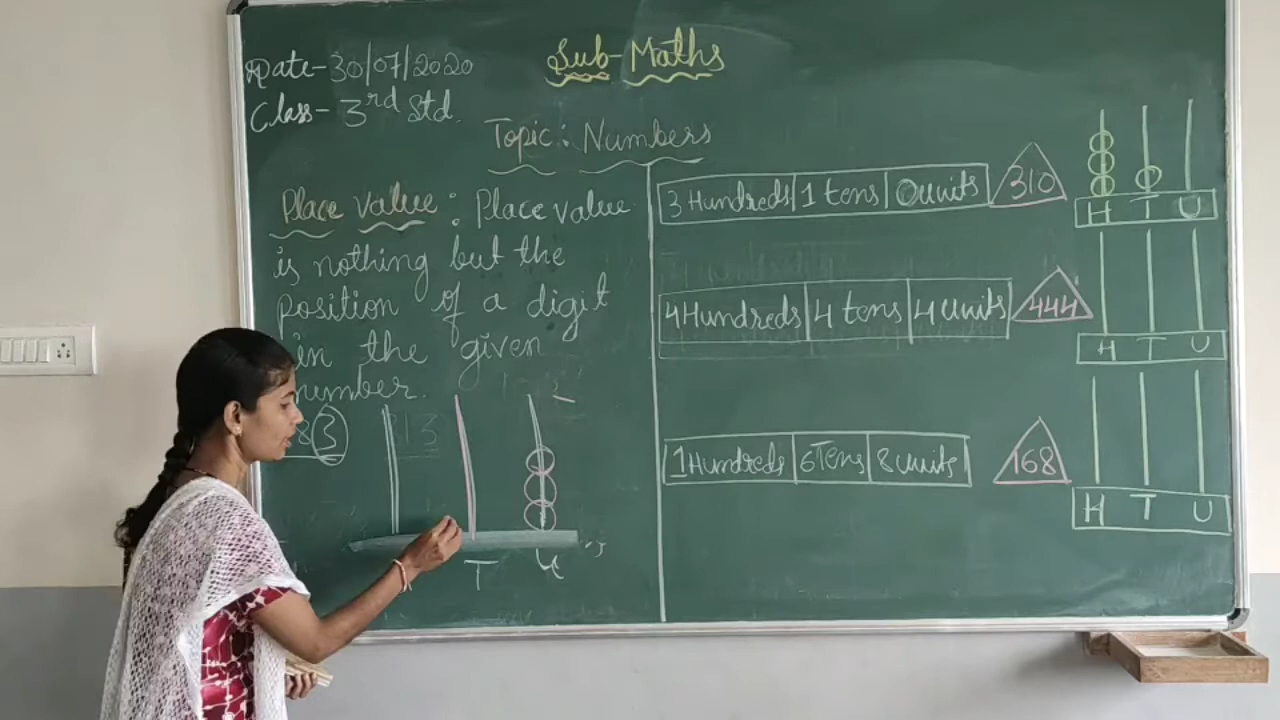 Sub-Maths
Date-30/07/2020
Class-3rd Std.
Topic: Numbers
Place value: Place value
is nothing but the
position of a digit
in the given
number.
83
T U
3 Hundreds 1 tens 0 units 310
H T U
4 Hundreds 4 tens 4 units 444
H T U
1 Hundreds 6 Tens 8 units 168
H T U